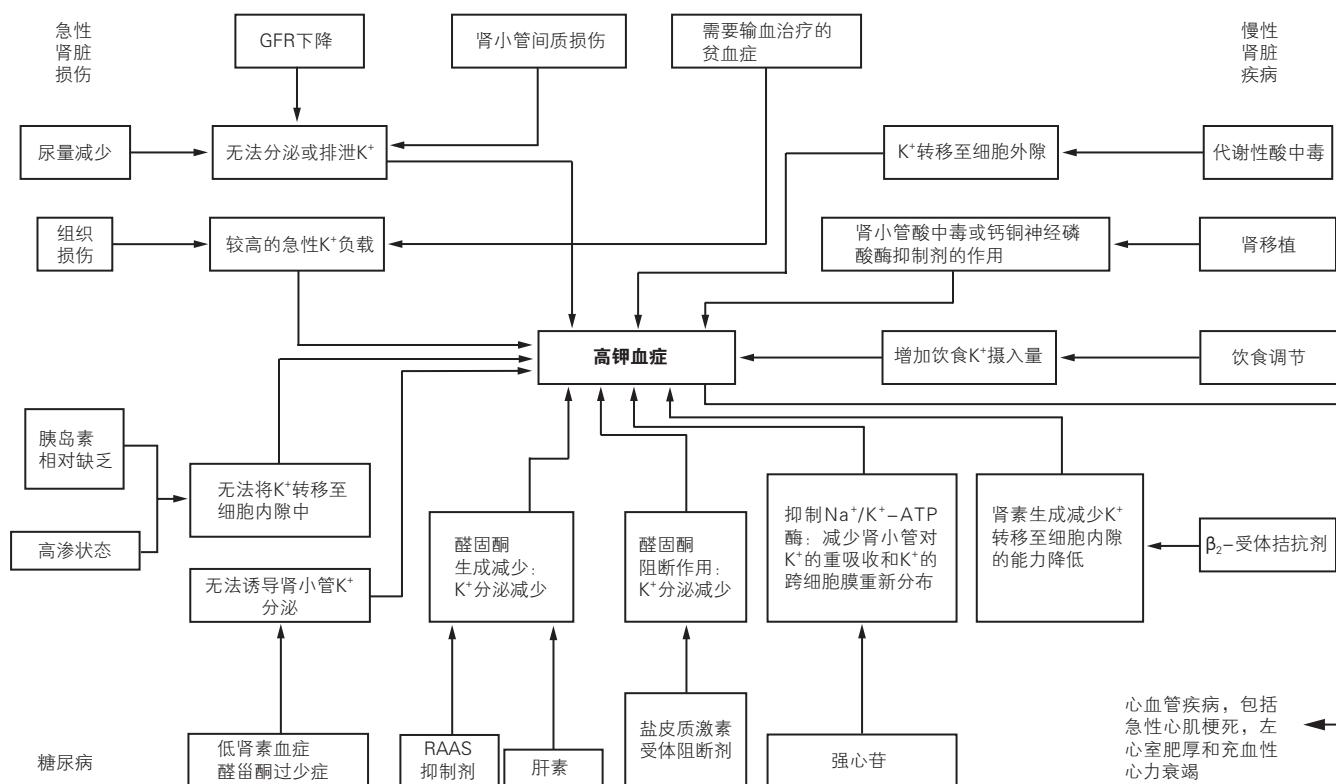 急性
肾脏
损伤
GFR下降
肾小管间质损伤
需要输血治疗的
贫血症
慢性
肾脏
疾病
尿量减少
无法分泌或排泄K⁺
K⁺转移至细胞外隙
代谢性酸中毒
组织
损伤
较高的急性K⁺负载
肾小管酸中毒或钙铜神经磷
酸酶抑制剂的作用
肾移植
高钾血症
增加饮食K⁺摄入量
饮食调节
胰岛素
相对缺乏
高渗状态
无法将K⁺转移至
细胞内隙中
无法诱导肾小管K⁺
分泌
醛固酮
生成减少：
K⁺分泌减少
醛固酮
阻断作用：
K⁺分泌减少
抑制Na⁺/K⁺–ATP
酶：减少肾小管对
K⁺的重吸收和K⁺的
跨细胞膜重新分布
肾素生成减少K⁺
转移至细胞内隙
的能力降低
β₂–受体拮抗剂
糖尿病
低肾素血症
醛甾酮过少症
RAAS
抑制剂
肝素
盐皮质激素
受体阻断剂
强心苷
心血管疾病，包括
急性心肌梗死，左
心室肥厚和充血性
心力衰竭